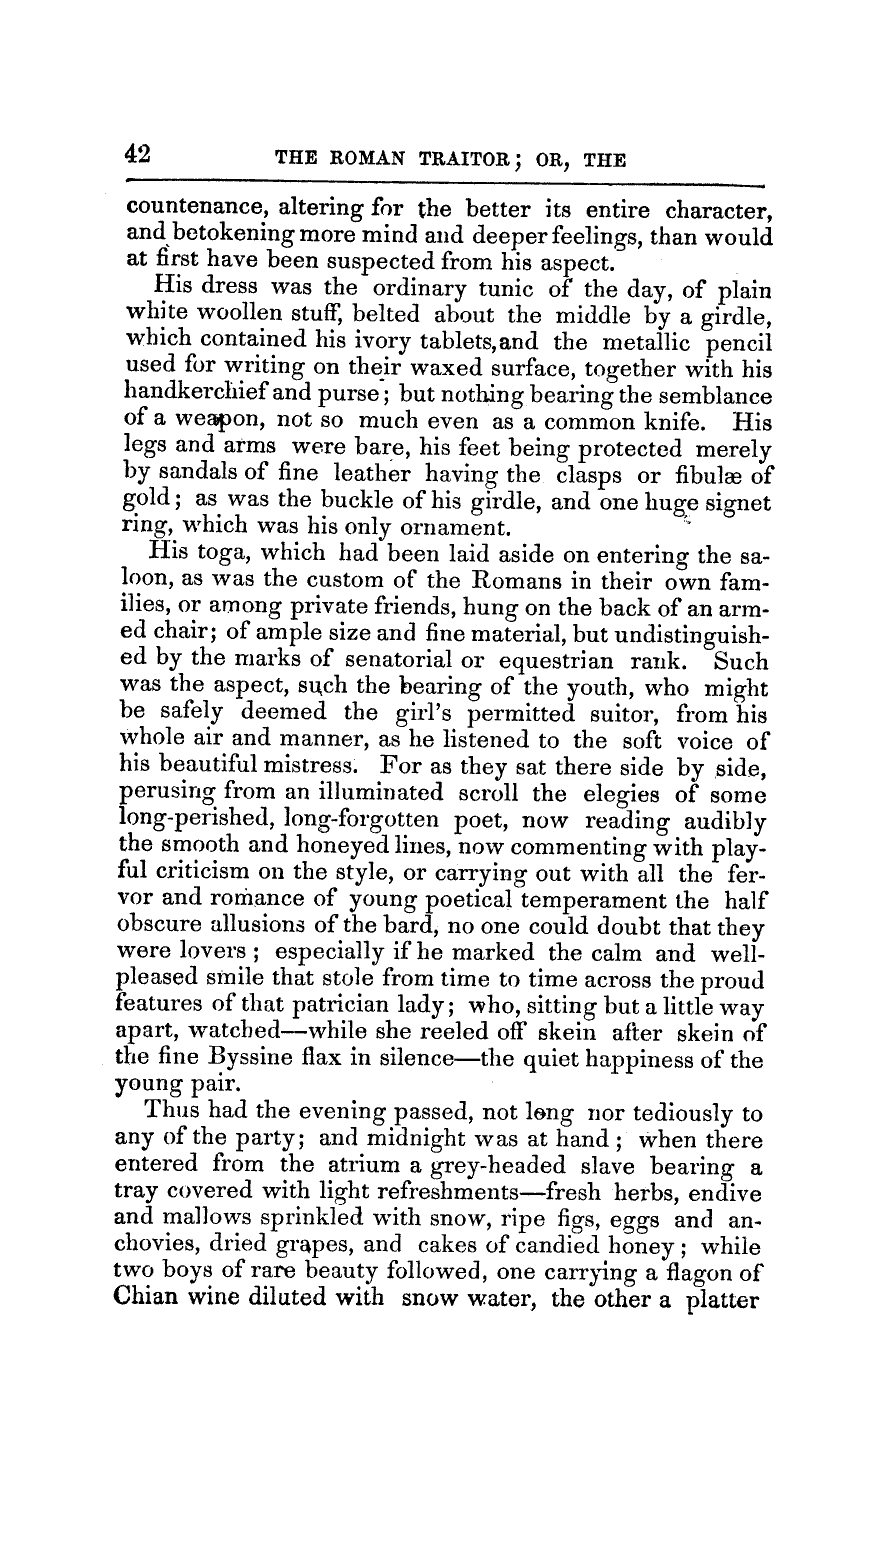 42 THE ROMAN TRAITOR; OR, THE
countenance, altering for the better its entire character,
and betokening more mind and deeper feelings, than would
at first have been suspected from his aspect.
His dress was the ordinary tunic of the day, of plain
white woollen stuff, belted about the middle by a girdle,
which contained his ivory tablets,and the metallic pencil
used for writing on their waxed surface, together with his
handkerchief and purse; but nothing bearing the semblance
of a weapon, not so much even as a common knife. His
legs and arms were bare, his feet being protected merely
by sandals of fine leather having the clasps or fibulæ of
gold; as was the buckle of his girdle, and one huge signet
ring, which was his only ornament.
His toga, which had been laid aside on entering the sa-
loon, as was the custom of the Romans in their own fam-
ilies, or among private friends, hung on the back of an arm-
ed chair; of ample size and fine material, but undistinguish-
ed by the marks of senatorial or equestrian rank. Such
was the aspect, such the bearing of the youth, who might
be safely deemed the girl's permitted suitor, from his
whole air and manner, as he listened to the soft voice of
his beautiful mistress. For as they sat there side by side,
perusing from an illuminated scroll the elegies of some
long-perished, long-forgotten poet, now reading audibly
the smooth and honeyed lines, now commenting with play-
ful criticism on the style, or carrying out with all the fer-
vor and romance of young poetical temperament the half
obscure allusions of the bard, no one could doubt that they
were lovers; especially if he marked the calm and well-
pleased smile that stole from time to time across the proud
features of that patrician lady; who, sitting but a little way
apart, watched—while she reeled off skein after skein of
the fine Byssine flax in silence—the quiet happiness of the
young pair.
Thus had the evening passed, not long nor tediously to
any of the party; and midnight was at hand; when there
entered from the atrium a grey-headed slave bearing a
tray covered with light refreshments—fresh herbs, endive
and mallows sprinkled with snow, ripe figs, eggs and an-
chovies, dried grapes, and cakes of candied honey; while
two boys of rare beauty followed, one carrying a flagon of
Chian wine diluted with snow water, the other a platter